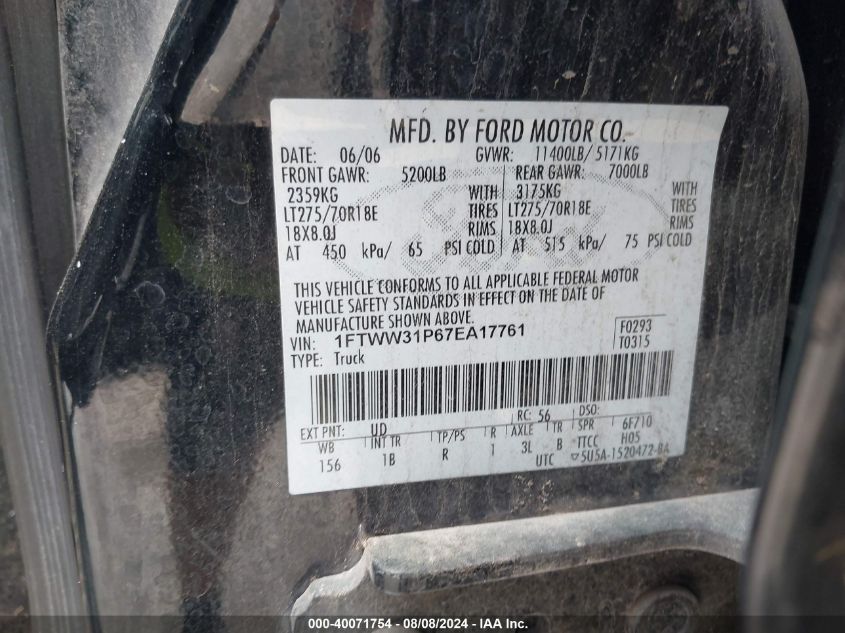 MFD. BY FORD MOTOR CO.
DATE: 06/06 GVWR: 11400LB/ 5171KG
FRONT GAWR: 5200LB REAR GAWR: 7000LB
2359KG WITH 3175KG WITH
LT275/70R18E TIRES LT275/70R18E TIRES
18X8.0J RIMS 18X8.0J RIMS
AT 450 kPa/ 65 PSI COLD AT 515 kPa/ 75 PSI COLD
THIS VEHICLE CONFORMS TO ALL APPLICABLE FEDERAL MOTOR
VEHICLE SAFETY STANDARDS IN EFFECT ON THE DATE OF
MANUFACTURE SHOWN ABOVE.
VIN: 1FTWW31P67EA17761 F0293
TYPE: Truck T0315
EXT PNT: UD RC: 56 DSO:
WB INT TR TP/PS R AXLE TR SPR 6F710
156 1B R 1 3L B TTCC H05
UTC 5U5A-1520472-BA
000-40071754 - 08/08/2024 - IAA Inc.